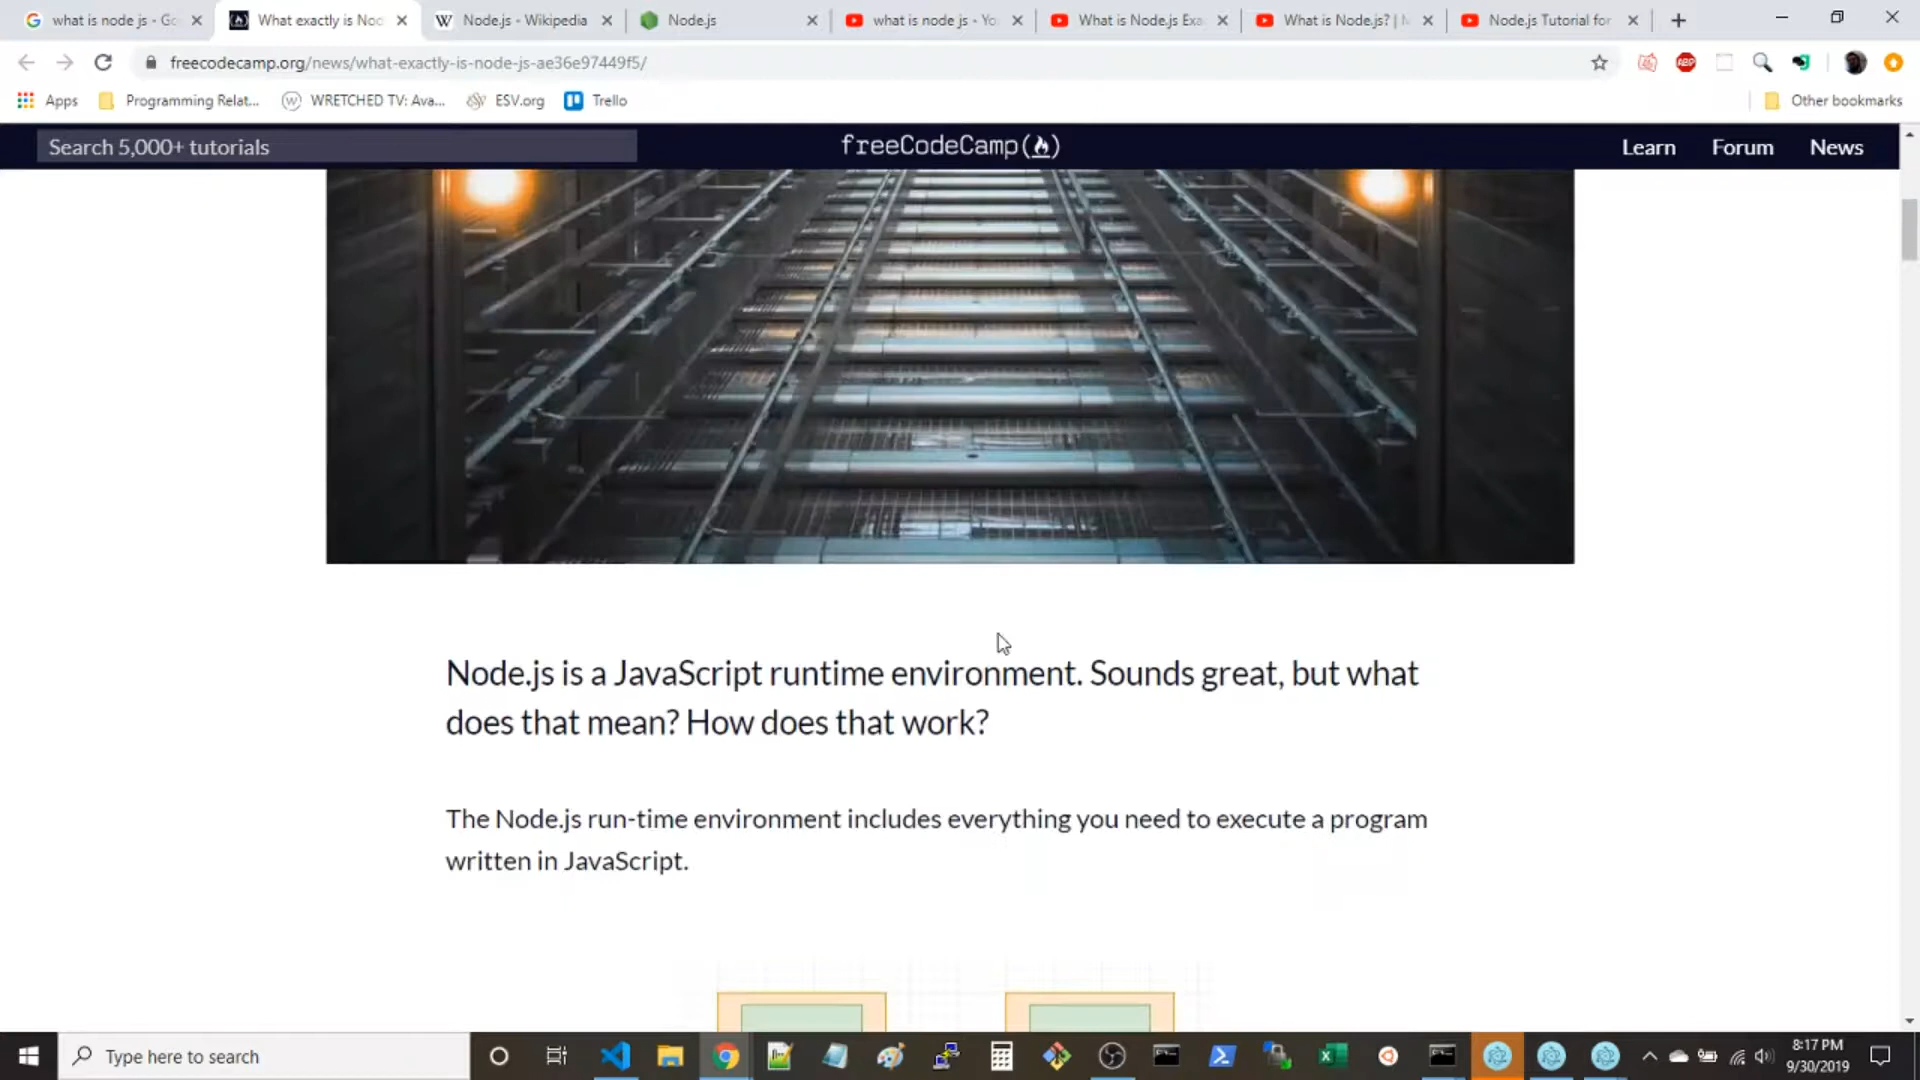 what is node js - Go
What exactly is Noc
Node.js - Wikipedia
Node.js
what is node js - Yo
What is Node.js Exa
What is Node.js? | M
Node.js Tutorial for
freecodecamp.org/news/what-exactly-is-node-js-ae36e97449f5/
ABP
Apps
Programming Relat...
WRETCHED TV: Ava...
ESV.org
Trello
Other bookmarks
Search 5,000+ tutorials
freeCodeCamp
Learn
Forum
News
Node.js is a JavaScript runtime environment. Sounds great, but what
does that mean? How does that work?
The Node.js run-time environment includes everything you need to execute a program
written in JavaScript.
Type here to search
8:17 PM
9/30/2019